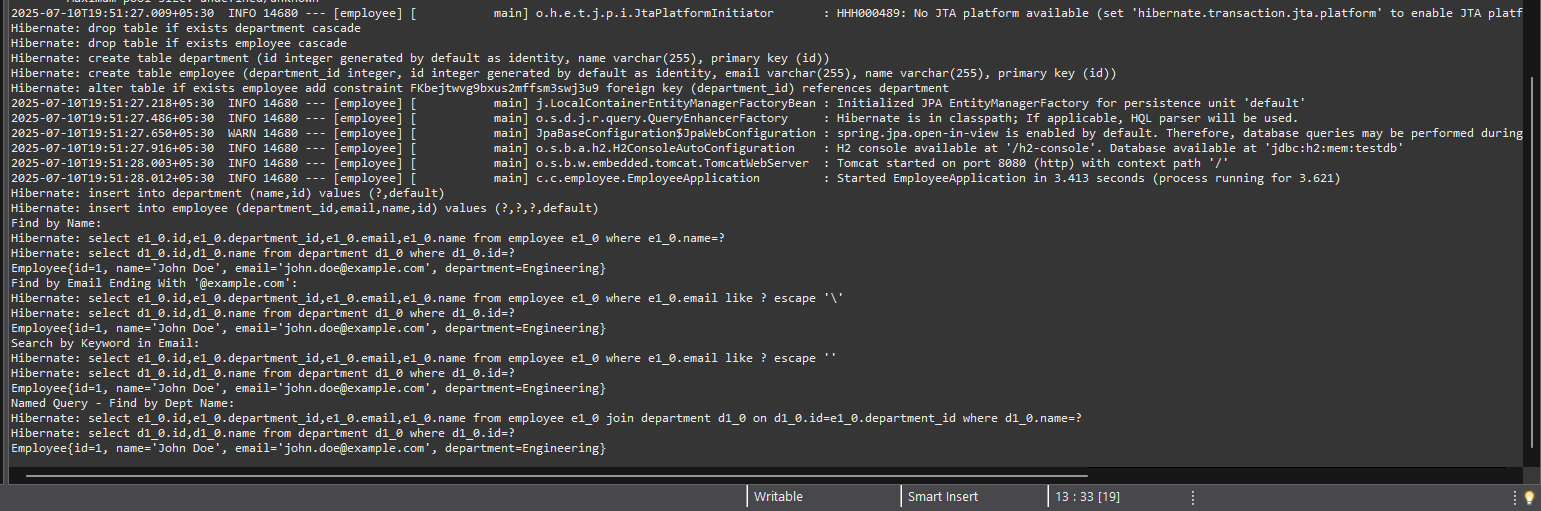 2025-07-10T19:51:27.009+05:30  INFO 14680 --- [employee] [           main] o.h.e.t.j.p.i.JtaPlatformInitiator       : HHH000489: No JTA platform available (set 'hibernate.transaction.jta.platform' to enable JTA platf
Hibernate: drop table if exists department cascade
Hibernate: drop table if exists employee cascade
Hibernate: create table department (id integer generated by default as identity, name varchar(255), primary key (id))
Hibernate: create table employee (department_id integer, id integer generated by default as identity, email varchar(255), name varchar(255), primary key (id))
Hibernate: alter table if exists employee add constraint FKbejtwvg9bxus2mffsm3swj3u9 foreign key (department_id) references department
2025-07-10T19:51:27.218+05:30  INFO 14680 --- [employee] [           main] j.LocalContainerEntityManagerFactoryBean : Initialized JPA EntityManagerFactory for persistence unit 'default'
2025-07-10T19:51:27.486+05:30  INFO 14680 --- [employee] [           main] o.s.d.j.r.query.QueryEnhancerFactory     : Hibernate is in classpath; If applicable, HQL parser will be used.
2025-07-10T19:51:27.650+05:30  WARN 14680 --- [employee] [           main] JpaBaseConfiguration$JpaWebConfiguration : spring.jpa.open-in-view is enabled by default. Therefore, database queries may be performed during
2025-07-10T19:51:27.916+05:30  INFO 14680 --- [employee] [           main] o.s.b.a.h2.H2ConsoleAutoConfiguration    : H2 console available at '/h2-console'. Database available at 'jdbc:h2:mem:testdb'
2025-07-10T19:51:28.003+05:30  INFO 14680 --- [employee] [           main] o.s.b.w.embedded.tomcat.TomcatWebServer  : Tomcat started on port 8080 (http) with context path '/'
2025-07-10T19:51:28.012+05:30  INFO 14680 --- [employee] [           main] c.c.employee.EmployeeApplication         : Started EmployeeApplication in 3.413 seconds (process running for 3.621)
Hibernate: insert into department (name,id) values (?,default)
Hibernate: insert into employee (department_id,email,name,id) values (?,?,?,default)
Find by Name:
Hibernate: select e1_0.id,e1_0.department_id,e1_0.email,e1_0.name from employee e1_0 where e1_0.name=?
Hibernate: select d1_0.id,d1_0.name from department d1_0 where d1_0.id=?
Employee{id=1, name='John Doe', email='john.doe@example.com', department=Engineering}
Find by Email Ending With '@example.com':
Hibernate: select e1_0.id,e1_0.department_id,e1_0.email,e1_0.name from employee e1_0 where e1_0.email like ? escape '\'
Hibernate: select d1_0.id,d1_0.name from department d1_0 where d1_0.id=?
Employee{id=1, name='John Doe', email='john.doe@example.com', department=Engineering}
Search by Keyword in Email:
Hibernate: select e1_0.id,e1_0.department_id,e1_0.email,e1_0.name from employee e1_0 where e1_0.email like ? escape ''
Hibernate: select d1_0.id,d1_0.name from department d1_0 where d1_0.id=?
Employee{id=1, name='John Doe', email='john.doe@example.com', department=Engineering}
Named Query - Find by Dept Name:
Hibernate: select e1_0.id,e1_0.department_id,e1_0.email,e1_0.name from employee e1_0 join department d1_0 on d1_0.id=e1_0.department_id where d1_0.name=?
Hibernate: select d1_0.id,d1_0.name from department d1_0 where d1_0.id=?
Employee{id=1, name='John Doe', email='john.doe@example.com', department=Engineering}
Writable
Smart Insert
13 : 33 [19]